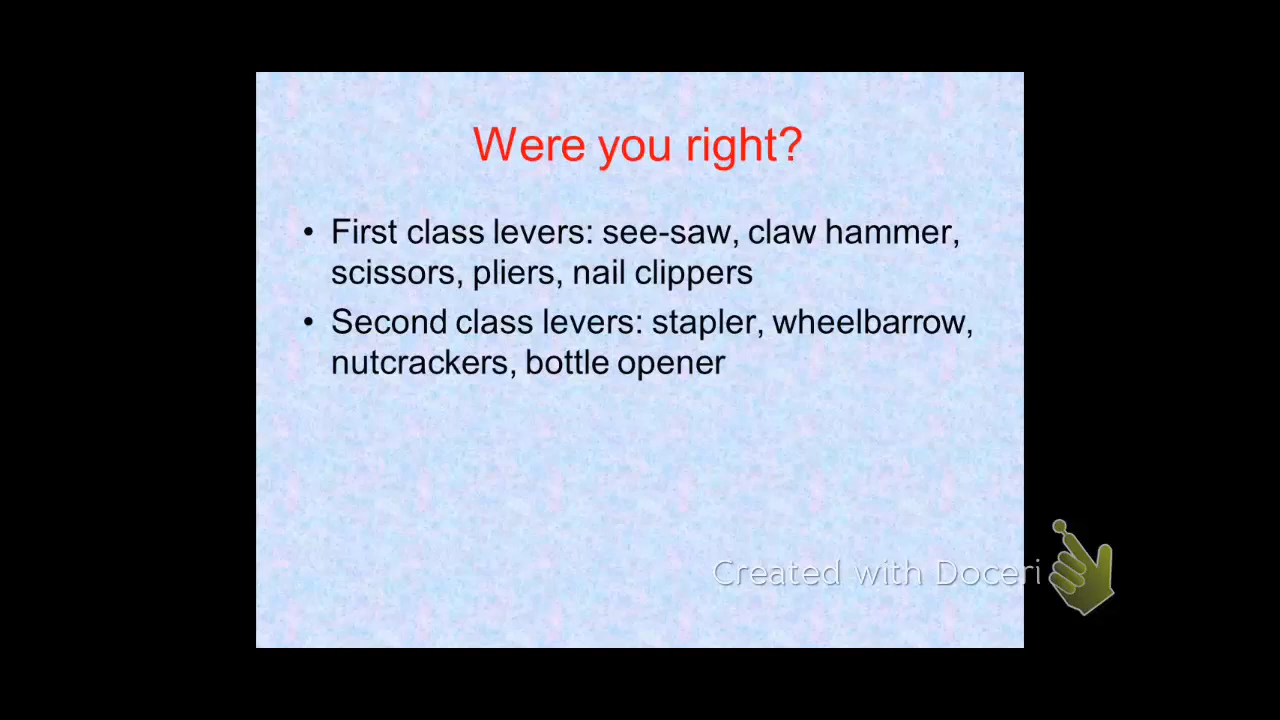 Were you right?
• First class levers: see-saw, claw hammer,
scissors, pliers, nail clippers
• Second class levers: stapler, wheelbarrow,
nutcrackers, bottle opener
Created with Doceri